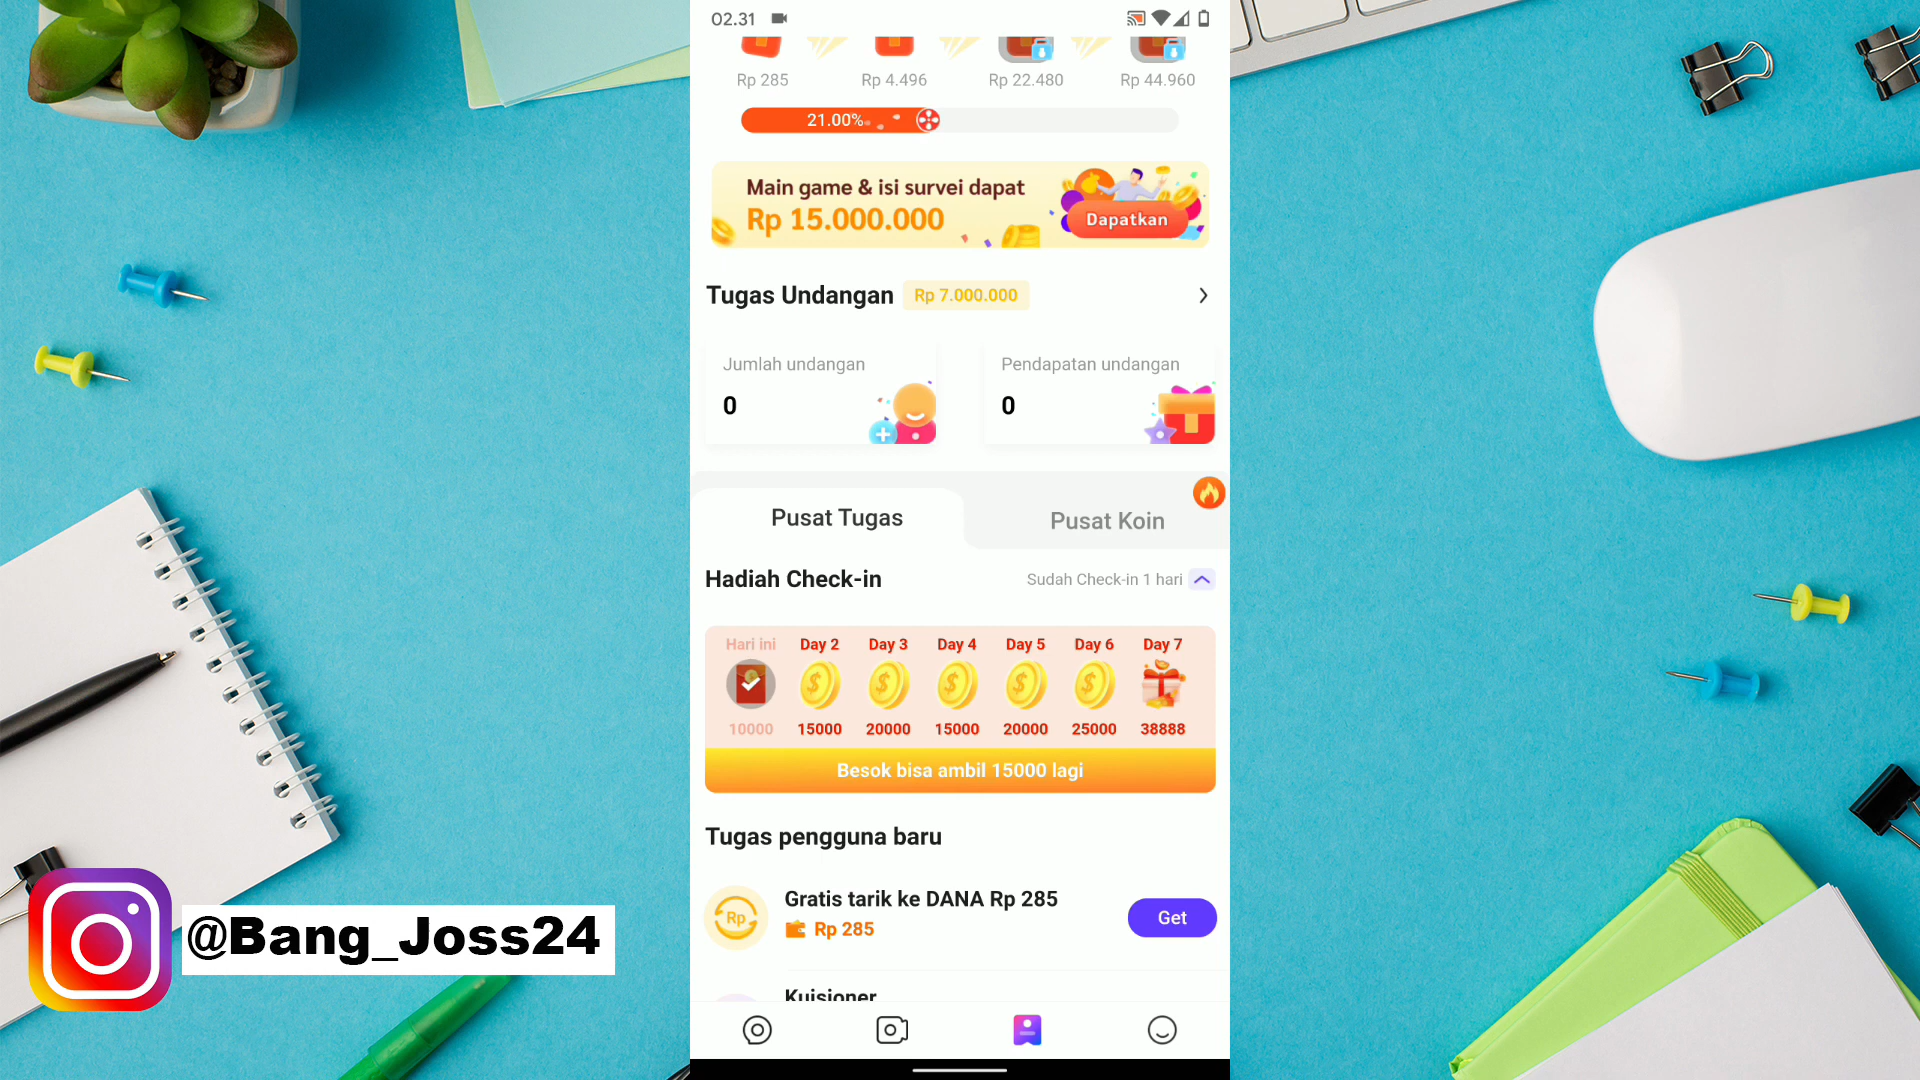 02.31
Rp 285
Rp 4.496
Rp 22.480
Rp 44.960
21.00%
Main game & isi survei dapat
Rp 15.000.000
Dapatkan
Tugas Undangan
Rp 7.000.000
Jumlah undangan
0
Pendapatan undangan
0
Pusat Tugas
Pusat Koin
Hadiah Check-in
Sudah Check-in 1 hari
Hari ini
Day 2
Day 3
Day 4
Day 5
Day 6
Day 7
10000
15000
20000
15000
20000
25000
38888
Besok bisa ambil 15000 lagi
Tugas pengguna baru
Rp
Gratis tarik ke DANA Rp 285
Rp 285
Get
Kuisioner
@Bang_Joss24